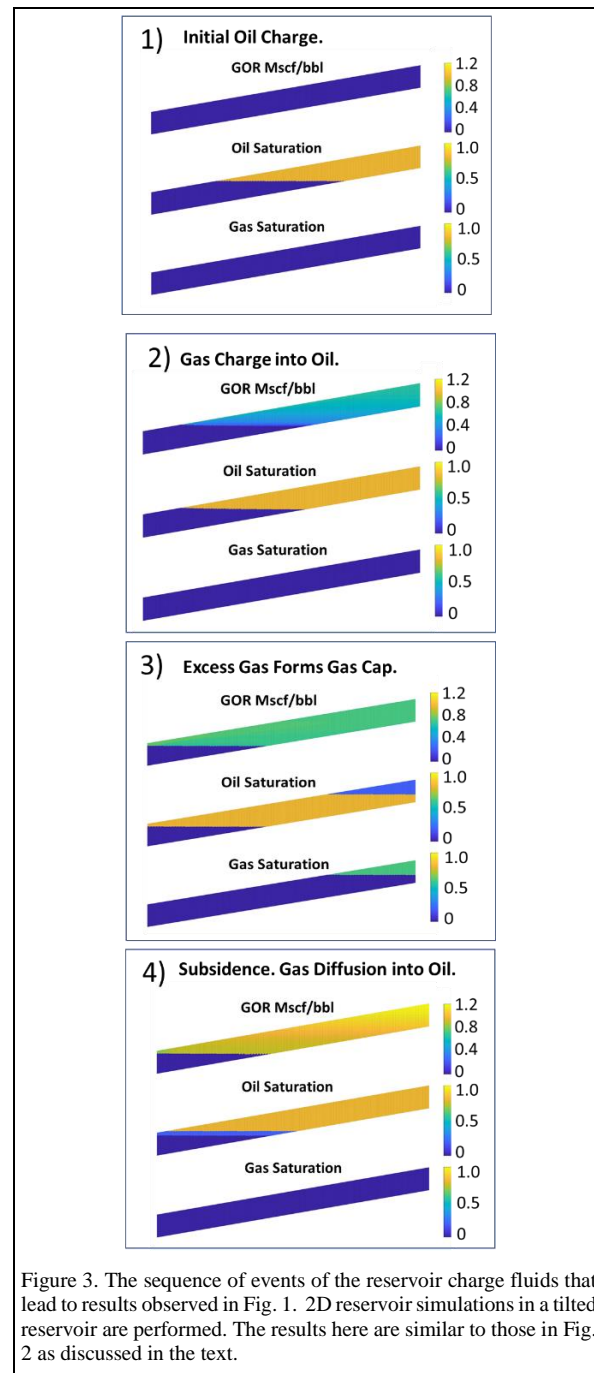 1) Initial Oil Charge.
GOR Mscf/bbl
1.2
0.8
0.4
0
Oil Saturation
1.0
0.5
0
Gas Saturation
1.0
0.5
0
2) Gas Charge into Oil.
GOR Mscf/bbl
1.2
0.8
0.4
0
Oil Saturation
1.0
0.5
0
Gas Saturation
1.0
0.5
0
3) Excess Gas Forms Gas Cap.
GOR Mscf/bbl
1.2
0.8
0.4
0
Oil Saturation
1.0
0.5
0
Gas Saturation
1.0
0.5
0
4) Subsidence. Gas Diffusion into Oil.
GOR Mscf/bbl
1.2
0.8
0.4
0
Oil Saturation
1.0
0.5
0
Gas Saturation
1.0
0.5
0
Figure 3. The sequence of events of the reservoir charge fluids that
lead to results observed in Fig. 1. 2D reservoir simulations in a tilted
reservoir are performed. The results here are similar to those in Fig.
2 as discussed in the text.